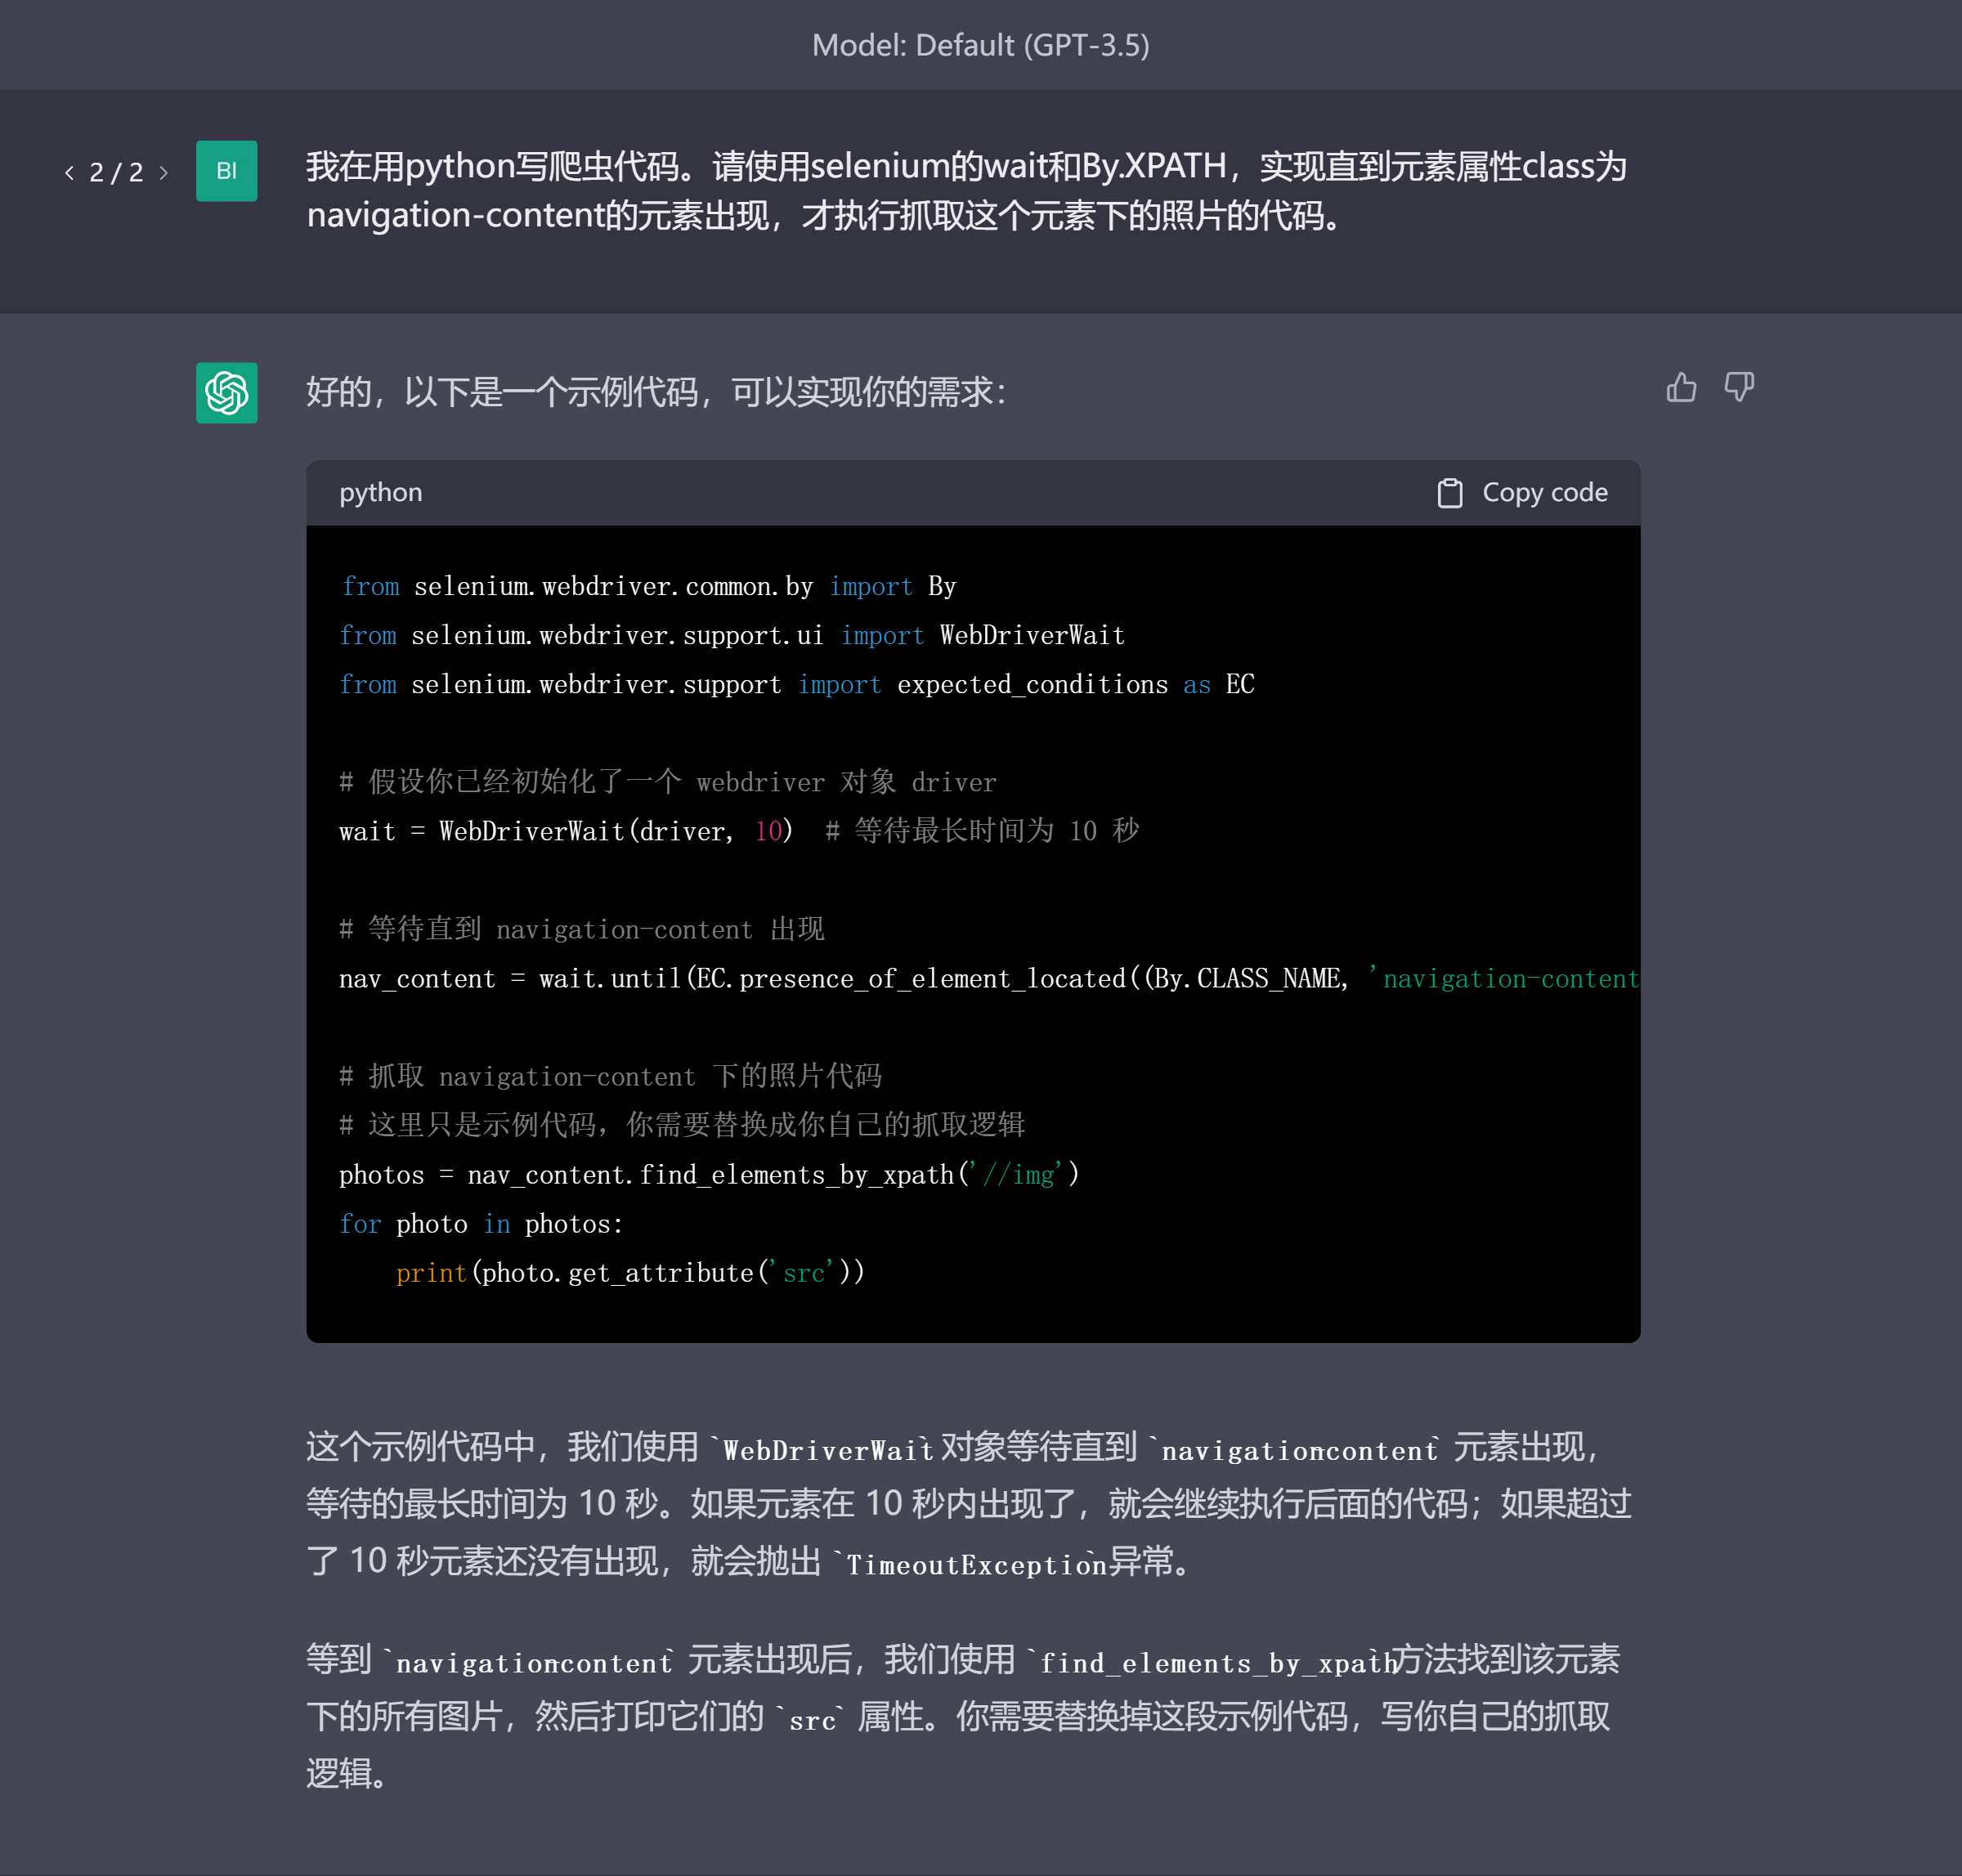 Model: Default (GPT-3.5)
2 / 2
BI
我在用python写爬虫代码。请使用selenium的wait和By.XPATH，实现直到元素属性class为
navigation-content的元素出现，才执行抓取这个元素下的照片的代码。
好的，以下是一个示例代码，可以实现你的需求：
python
Copy code
from selenium.webdriver.common.by import By
from selenium.webdriver.support.ui import WebDriverWait
from selenium.webdriver.support import expected_conditions as EC
# 假设你已经初始化了一个 webdriver 对象 driver
wait = WebDriverWait(driver, 10)  # 等待最长时间为 10 秒
# 等待直到 navigation-content 出现
nav_content = wait.until(EC.presence_of_element_located((By.CLASS_NAME, 'navigation-content
# 抓取 navigation-content 下的照片代码
# 这里只是示例代码，你需要替换成你自己的抓取逻辑
photos = nav_content.find_elements_by_xpath('//img')
for photo in photos:
    print(photo.get_attribute('src'))
这个示例代码中，我们使用 `WebDriverWait` 对象等待直到 `navigation-content` 元素出现，
等待的最长时间为 10 秒。如果元素在 10 秒内出现了，就会继续执行后面的代码；如果超过
了 10 秒元素还没有出现，就会抛出 `TimeoutException` 异常。
等到 `navigation-content` 元素出现后，我们使用 `find_elements_by_xpath` 方法找到该元素
下的所有图片，然后打印它们的 `src` 属性。你需要替换掉这段示例代码，写你自己的抓取
逻辑。